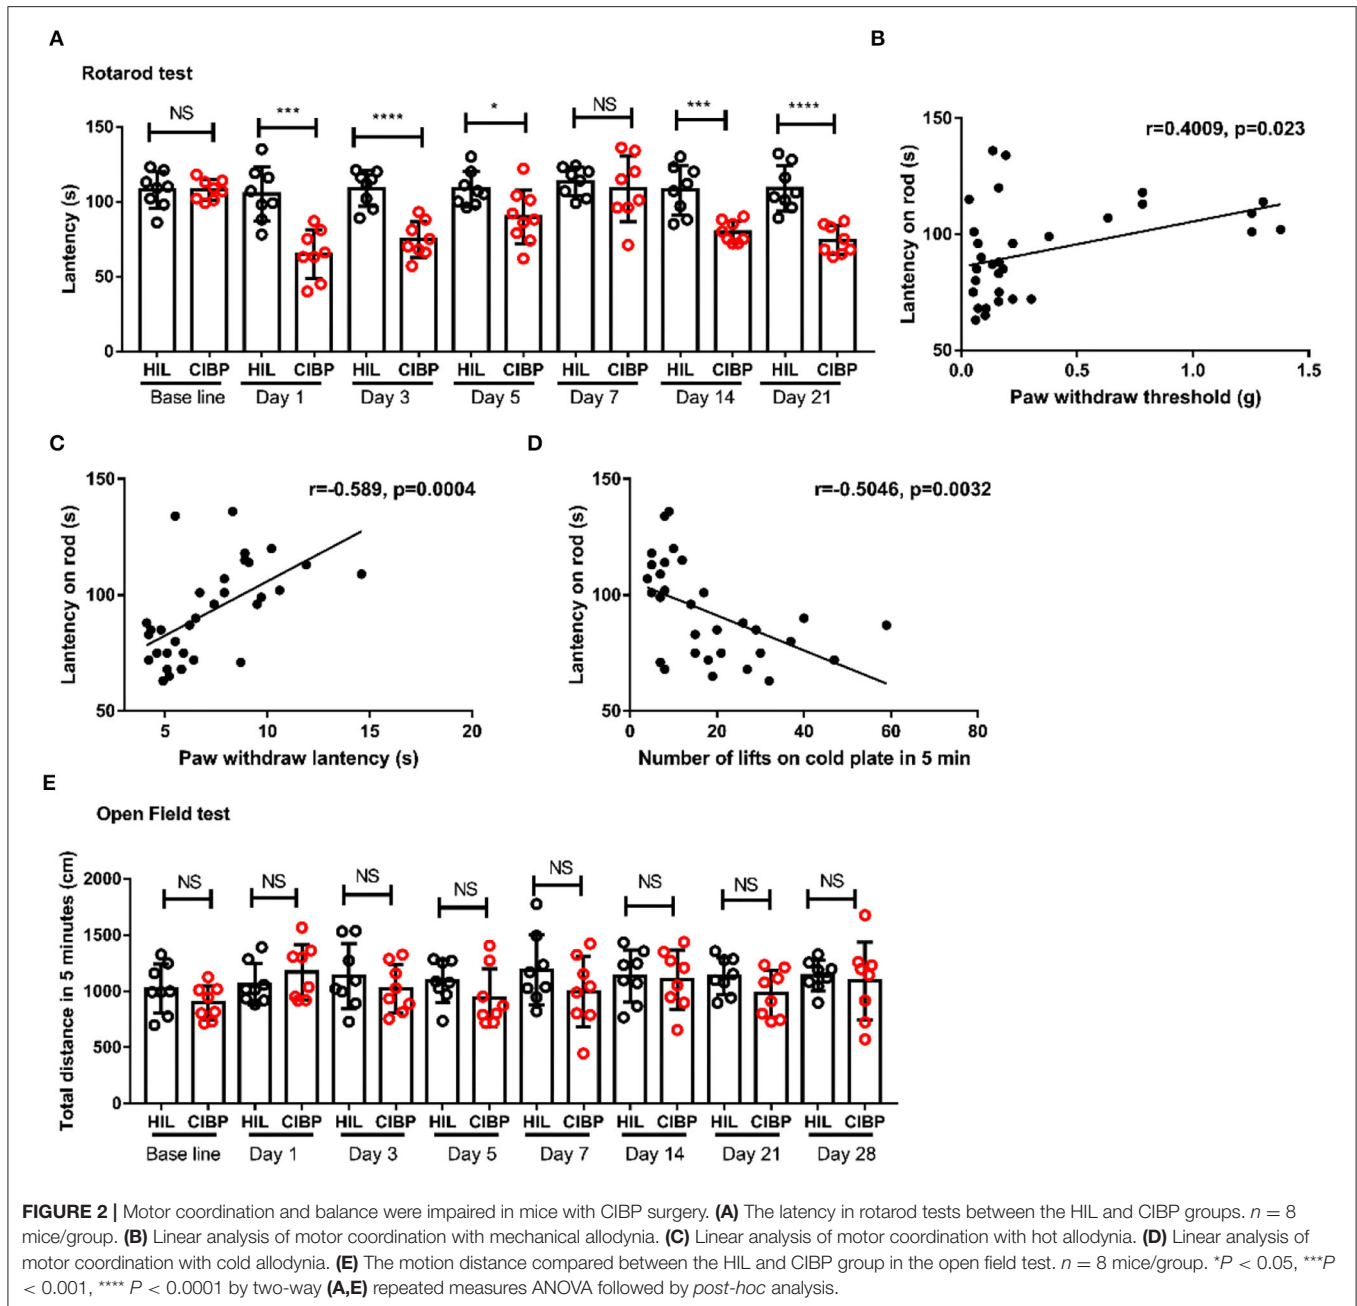 A
Rotarod test
NS
***
****
*
NS
***
****
Lantency (s)
150
100
50
0
HIL CIBP HIL CIBP HIL CIBP HIL CIBP HIL CIBP HIL CIBP HIL CIBP
Base line Day 1 Day 3 Day 5 Day 7 Day 14 Day 21
B
r=0.4009, p=0.023
Lantency on rod (s)
150
100
50
0.0 0.5 1.0 1.5
Paw withdraw threshold (g)
C
r=-0.589, p=0.0004
Lantency on rod (s)
150
100
50
5 10 15 20
Paw withdraw lantency (s)
D
r=-0.5046, p=0.0032
Lantency on rod (s)
150
100
50
0 20 40 60 80
Number of lifts on cold plate in 5 min
E
Open Field test
NS NS NS NS NS NS NS NS
Total distance in 5 minutes (cm)
2000
1500
1000
500
0
HIL CIBP HIL CIBP HIL CIBP HIL CIBP HIL CIBP HIL CIBP HIL CIBP HIL CIBP
Base line Day 1 Day 3 Day 5 Day 7 Day 14 Day 21 Day 28
FIGURE 2 | Motor coordination and balance were impaired in mice with CIBP surgery. (A) The latency in rotarod tests between the HIL and CIBP groups. n = 8
mice/group. (B) Linear analysis of motor coordination with mechanical allodynia. (C) Linear analysis of motor coordination with hot allodynia. (D) Linear analysis of
motor coordination with cold allodynia. (E) The motion distance compared between the HIL and CIBP group in the open field test. n = 8 mice/group. *P < 0.05, ***P
< 0.001, **** P < 0.0001 by two-way (A,E) repeated measures ANOVA followed by post-hoc analysis.